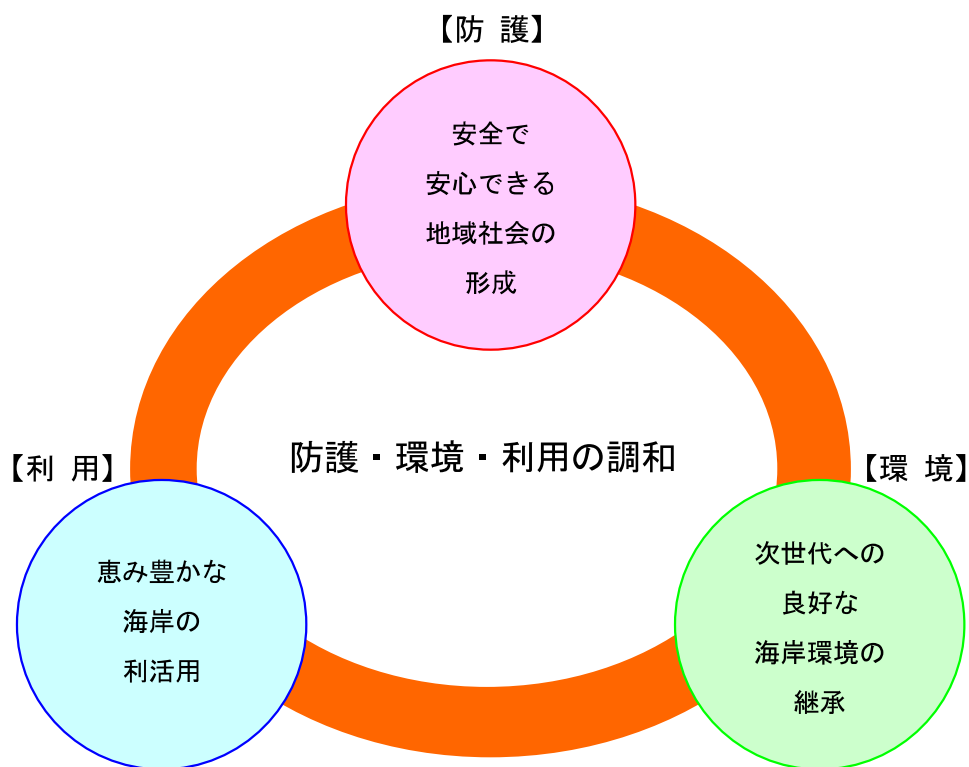 【防 護】
安全で
安心できる
地域社会の
形成
防護・環境・利用の調和
【利 用】
恵み豊かな
海岸の
利活用
【環 境】
次世代への
良好な
海岸環境の
継承